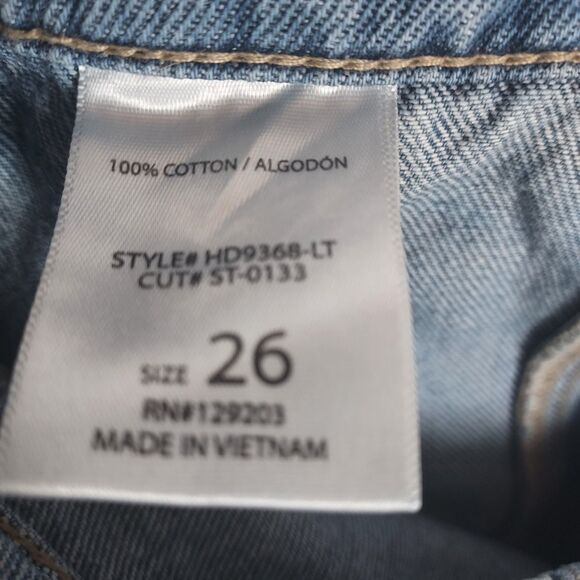 100% COTTON / ALGODÓN
STYLE# HD9368-LT
CUT# ST-0133
SIZE 26
RN#129203
MADE IN VIETNAM